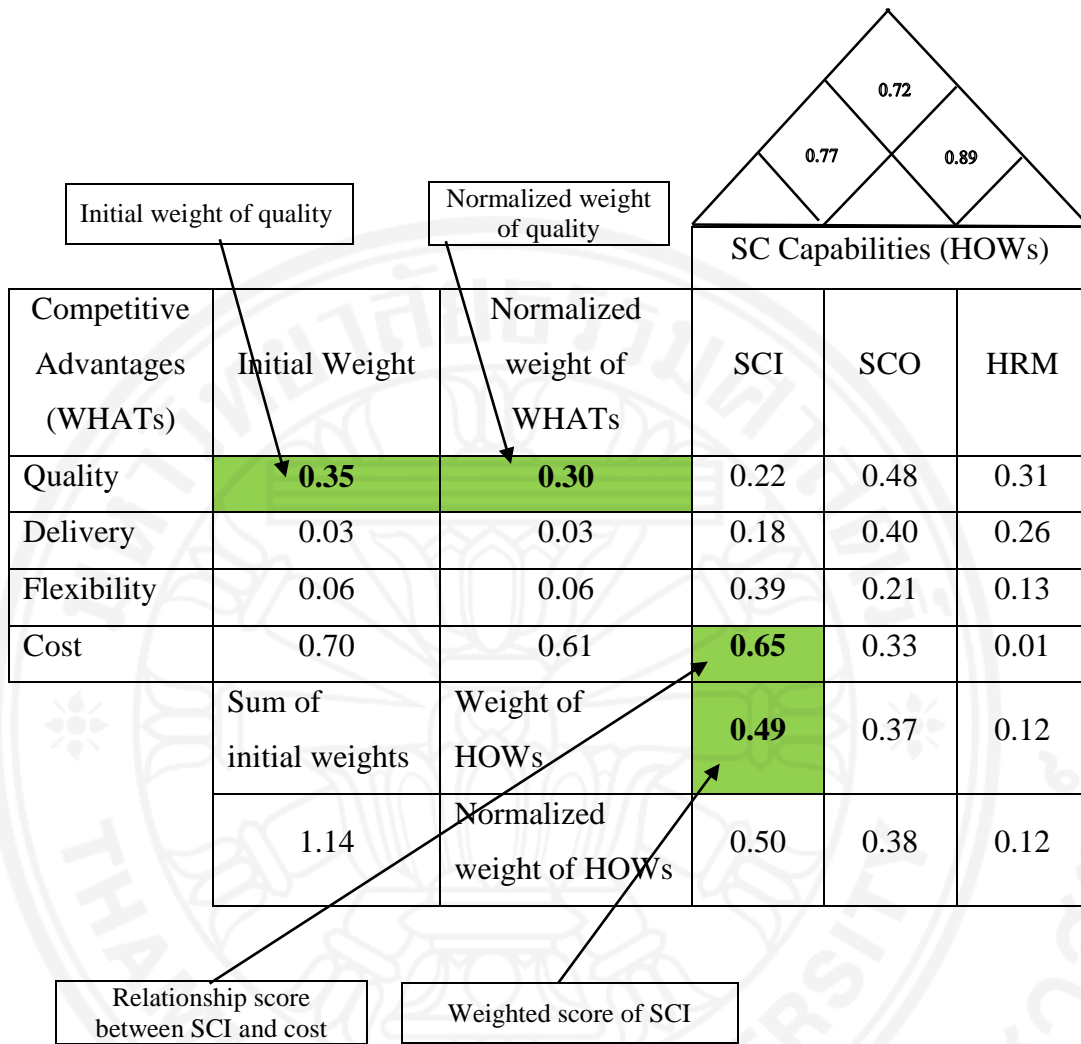 0.72
0.77 0.89
Initial weight of quality
Normalized weight
of quality
SC Capabilities (HOWs)
Competitive
Advantages
(WHATs)
Initial Weight
Normalized
weight of
WHATs
SCI SCO HRM
Quality 0.35 0.30 0.22 0.48 0.31
Delivery 0.03 0.03 0.18 0.40 0.26
Flexibility 0.06 0.06 0.39 0.21 0.13
Cost 0.70 0.61 0.65 0.33 0.01
Sum of
initial weights
Weight of
HOWs
0.49 0.37 0.12
1.14
Normalized
weight of HOWs
0.50 0.38 0.12
Relationship score
between SCI and cost
Weighted score of SCI